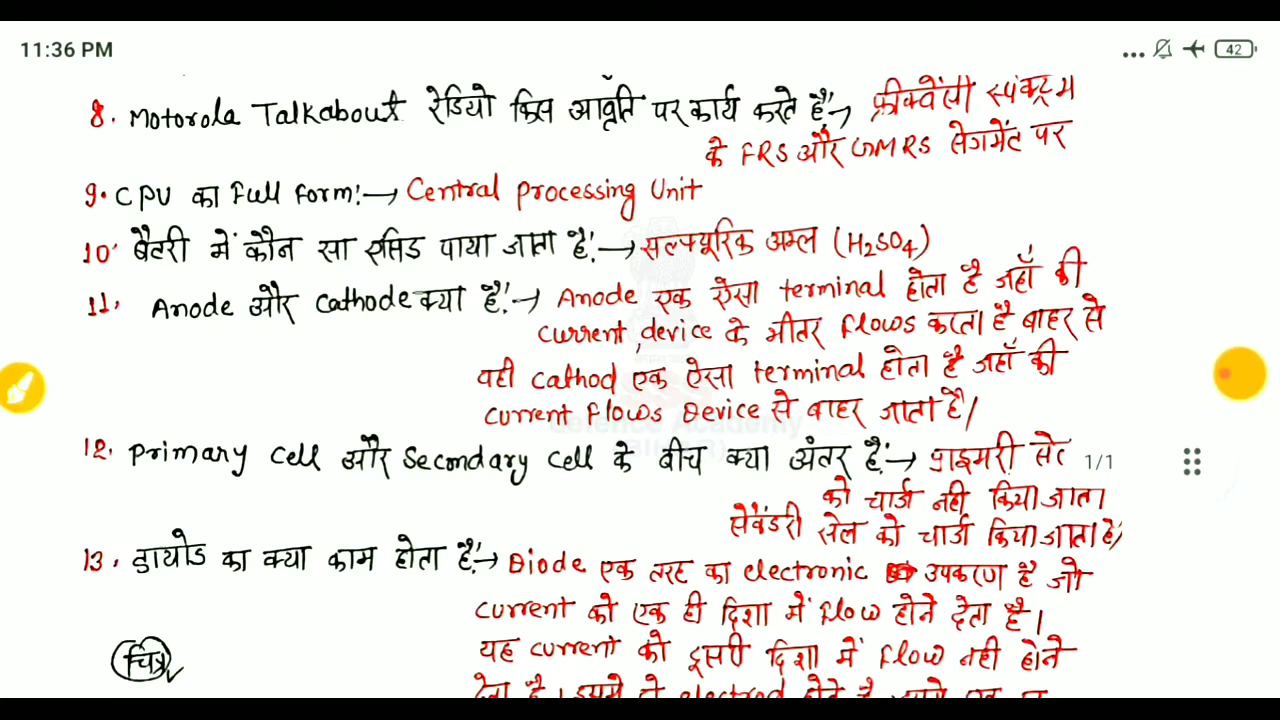 11:36 PM
... 42
8. Motorola Talkabout रेडियो किस आवृति पर कार्य करते हैं!→ फ्रीक्वेंसी स्पेक्ट्रम
के FRS और GMRS सेगमेंट पर
9. CPU का Full Form!→ Central Processing Unit
10. बैटरी में कौन सा एसिड पाया जाता है!→ सल्फ्यूरिक अम्ल (H₂SO₄)
11. Anode और Cathode क्या है!→ Anode एक ऐसा terminal होता है जहाँ की
current, device के भीतर Flows करता है बाहर से
वही Cathod एक ऐसा terminal होता है जहाँ की
current Flows Device से बाहर जाता है।
Defence Academy
12. Primary Cell और Secondary Cell के बीच क्या अंतर है!→ प्राइमरी सेल
1/1
को चार्ज नही किया जाता
सेकंडरी सेल को चार्ज किया जाता है।
13. डायोड का क्या काम होता है!→ Diode एक तरह का electronic उपकरण है जो
current को एक ही दिशा में Flow होने देता है।
चित्र
यह current को दूसरी दिशा में Flow नही होने
देता है। इसमे दो electrod होते है